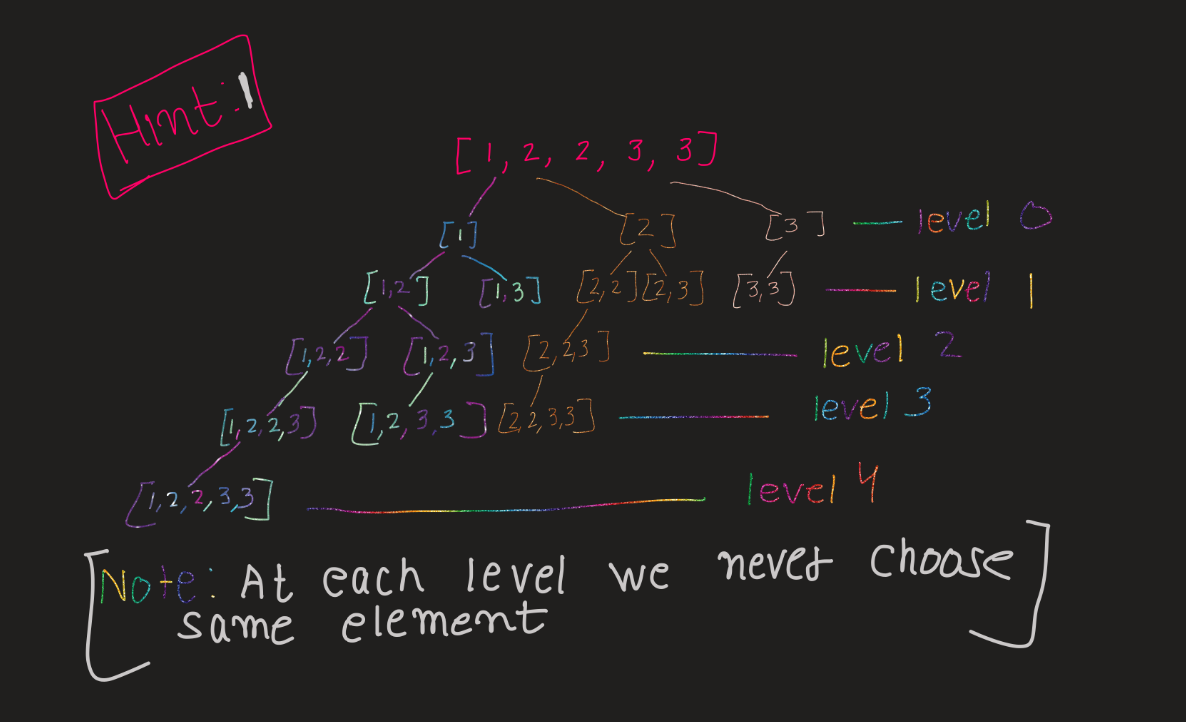 Hint:1
[1, 2, 2, 3, 3]
[1] [2] [3] level 0
[1,2] [1,3] [2,2] [2,3] [3,3] level 1
[1,2,2] [1,2,3] [2,2,3] level 2
[1,2,2,3] [1,2,3,3] [2,2,3,3] level 3
[1,2,2,3,3] level 4
[Note: At each level we never choose
same element]